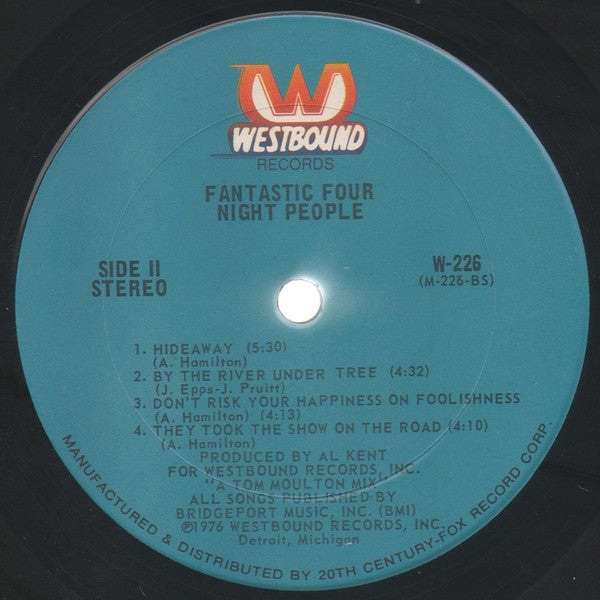 W
WESTBOUND
RECORDS
FANTASTIC FOUR
NIGHT PEOPLE
SIDE II
STEREO
W-226
(M-226-BS)
1. HIDEAWAY (5:30)
(A. Hamilton)
2. BY THE RIVER UNDER TREE (4:32)
(J. Epps-J. Pruitt)
3. DON'T RISK YOUR HAPPINESS ON FOOLISHNESS
(A. Hamilton) (4:13)
4. THEY TOOK THE SHOW ON THE ROAD (4:10)
(A. Hamilton)
PRODUCED BY AL KENT
FOR WESTBOUND RECORDS, INC.
"A TOM MOULTON MIX"
ALL SONGS PUBLISHED BY
BRIDGEPORT MUSIC, INC. (BMI)
℗1976 WESTBOUND RECORDS, INC.
Detroit, Michigan
MANUFACTURED & DISTRIBUTED BY 20TH CENTURY-FOX RECORD CORP.